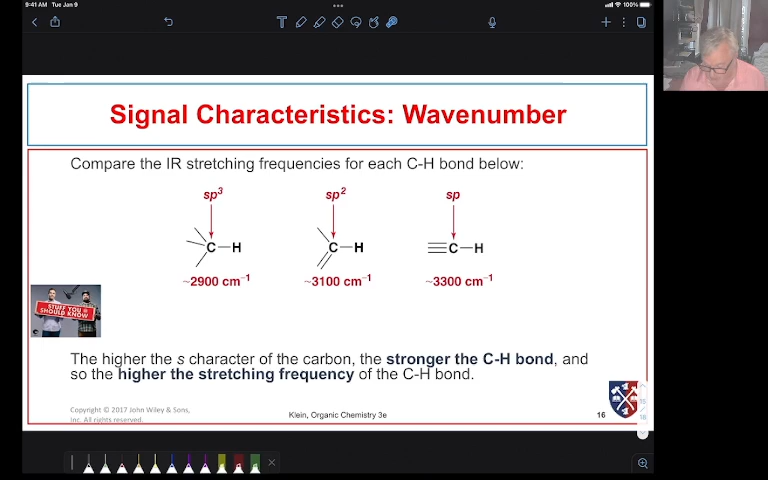 9:41 AM Tue Jan 9
100%
Signal Characteristics: Wavenumber
Compare the IR stretching frequencies for each C-H bond below:
sp³ sp² sp
C—H C—H C—H
~2900 cm⁻¹ ~3100 cm⁻¹ ~3300 cm⁻¹
STUFF YOU
SHOULD KNOW
The higher the s character of the carbon, the stronger the C-H bond, and
so the higher the stretching frequency of the C-H bond.
Copyright © 2017 John Wiley & Sons,
Inc. All rights reserved.
Klein, Organic Chemistry 3e
16